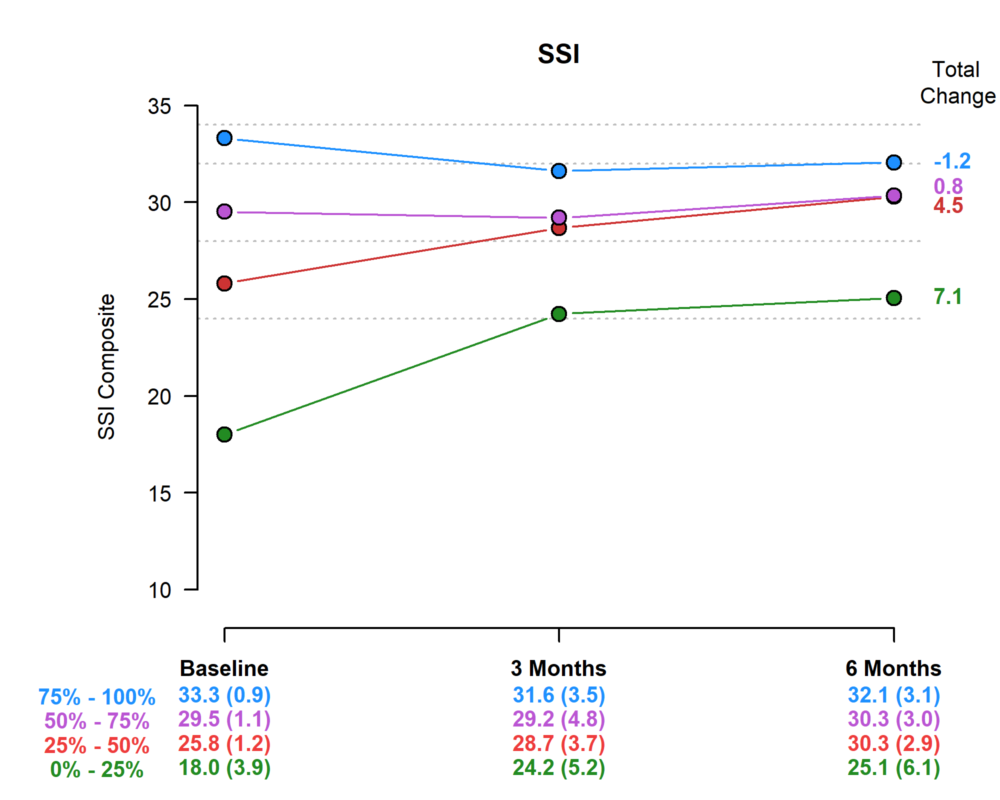 SSI
Total
Change
35
30
25
20
15
10
SSI Composite
-1.2
0.8
4.5
7.1
Baseline 3 Months 6 Months
75% - 100% 33.3 (0.9) 31.6 (3.5) 32.1 (3.1)
50% - 75% 29.5 (1.1) 29.2 (4.8) 30.3 (3.0)
25% - 50% 25.8 (1.2) 28.7 (3.7) 30.3 (2.9)
0% - 25% 18.0 (3.9) 24.2 (5.2) 25.1 (6.1)